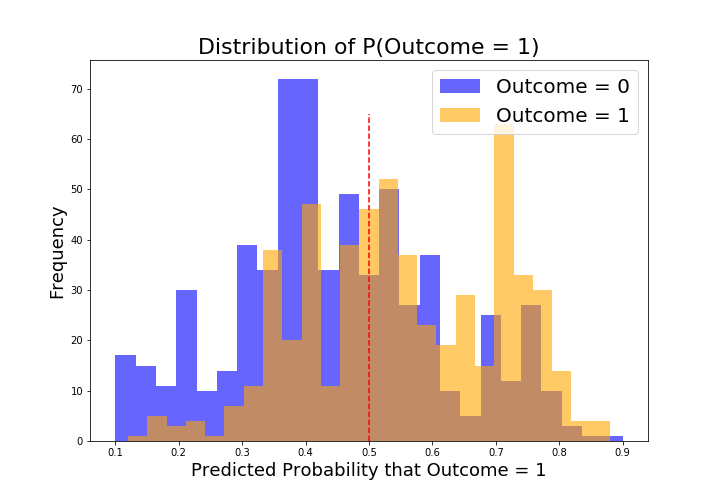 Distribution of P(Outcome = 1)
Outcome = 0
Outcome = 1
Frequency
70
60
50
40
30
20
10
0
0.1 0.2 0.3 0.4 0.5 0.6 0.7 0.8 0.9
Predicted Probability that Outcome = 1